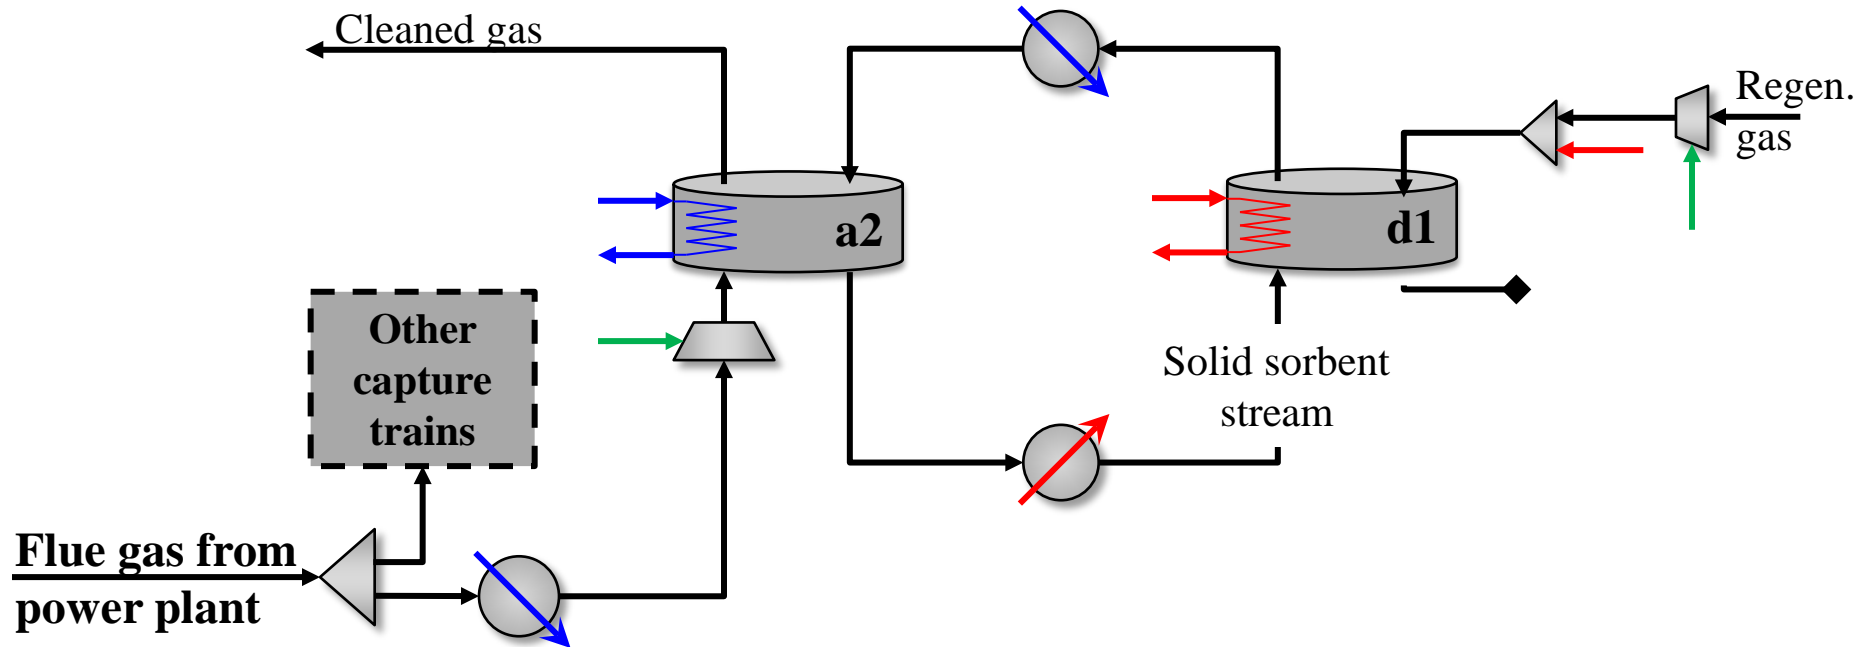 Cleaned gas
Regen.
gas
a2
d1
Other
capture
trains
Solid sorbent
stream
Flue gas from
power plant